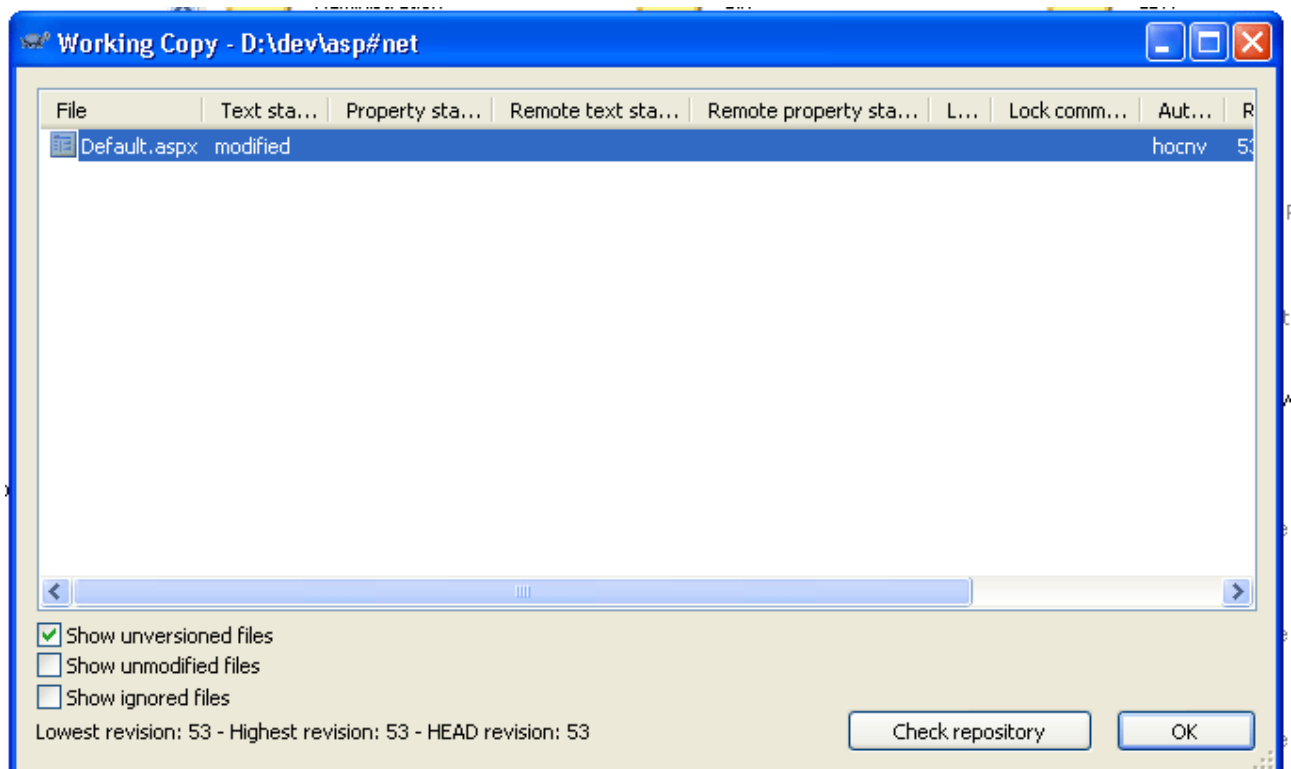 Working Copy - D:\dev\asp#net
File Text sta... Property sta... Remote text sta... Remote property sta... L... Lock comm... Aut... R
Default.aspx modified hocnv 53
Show unversioned files
Show unmodified files
Show ignored files
Lowest revision: 53 - Highest revision: 53 - HEAD revision: 53
Check repository OK